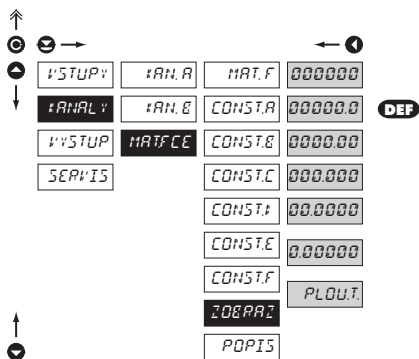 VSTUPY KAN. A MAT. F 000000
KANALY KAN. B CONST.A 00000.0 DEF
VYSTUP MATFCE CONST.B 0000.00
SERVIS CONST.C 000.000
CONST.D 00.0000
CONST.E 0.00000
CONST.F PLOU.T.
ZOBRAZ
POPIS